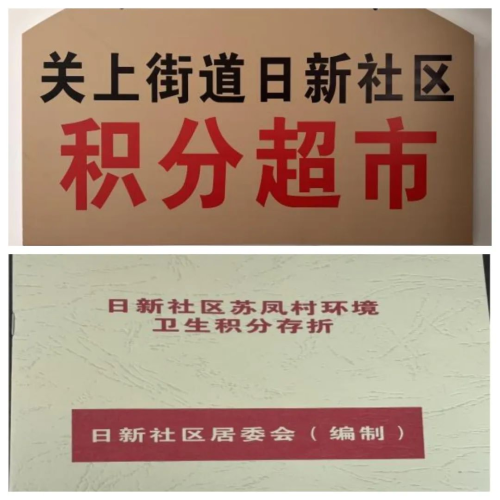 关上街道日新社区
积分超市
日新社区苏凤村环境
卫生积分存折
日新社区居委会（编制）